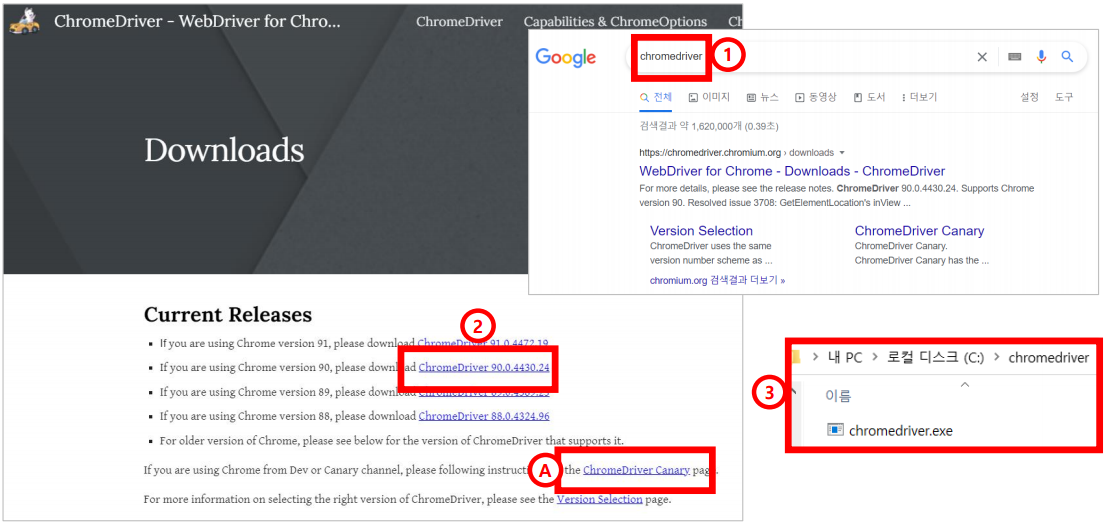 ChromeDriver - WebDriver for Chro...
ChromeDriver
Capabilities & ChromeOptions
Ch
Downloads
Google
chromedriver
1
전체
이미지
뉴스
동영상
도서
더보기
설정
도구
검색결과 약 1,620,000개 (0.39초)
https://chromedriver.chromium.org › downloads
WebDriver for Chrome - Downloads - ChromeDriver
For more details, please see the release notes. ChromeDriver 90.0.4430.24. Supports Chrome
version 90. Resolved issue 3708: GetElementLocation's inView ...
Version Selection
ChromeDriver uses the same
version number scheme as ...
ChromeDriver Canary
ChromeDriver Canary.
ChromeDriver Canary has the ...
chromium.org 검색결과 더보기 »
Current Releases
2
If you are using Chrome version 91, please download ChromeDriver 91.0.4472.19
If you are using Chrome version 90, please download ChromeDriver 90.0.4430.24
If you are using Chrome version 89, please download
If you are using Chrome version 88, please download ChromeDriver 88.0.4324.96
For older version of Chrome, please see below for the version of ChromeDriver that supports it.
If you are using Chrome from Dev or Canary channel, please following instructi
A
the ChromeDriver Canary page.
For more information on selecting the right version of ChromeDriver, please see the Version Selection page.
3
› 내 PC › 로컬 디스크 (C:) › chromedriver
이름
chromedriver.exe